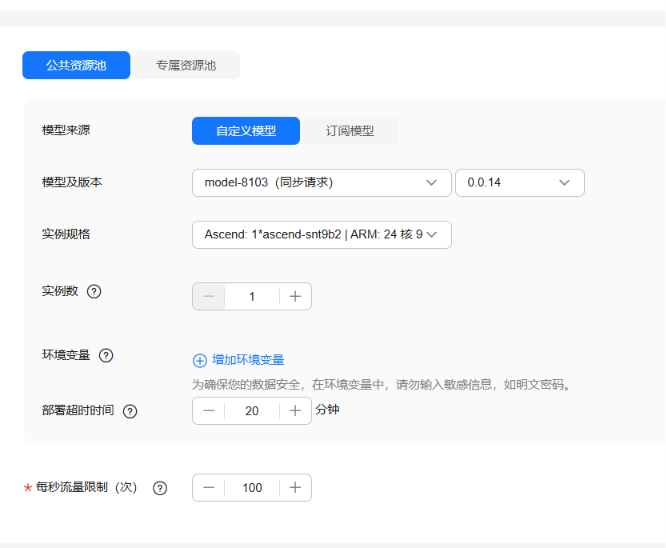 公共资源池 专属资源池
模型来源 自定义模型 订阅模型
模型及版本 model-8103（同步请求） 0.0.14
实例规格 Ascend: 1*ascend-snt9b2 | ARM: 24 核 9
实例数 ? 1
环境变量 ? 增加环境变量
为确保您的数据安全，在环境变量中，请勿输入敏感信息，如明文密码。
部署超时时间 ? 20 分钟
* 每秒流量限制（次） ? 100